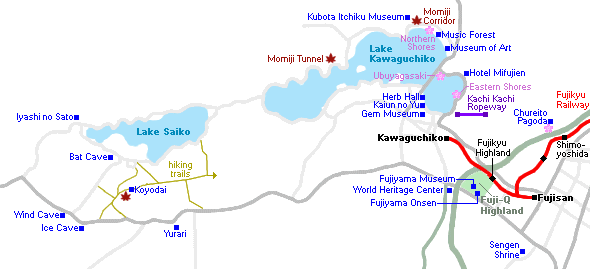 Kubota Itchiku Museum
Momiji
Corridor
Northern
Shores
Music Forest
Lake
Kawaguchiko
Museum of Art
Momiji Tunnel
Ubuyagasaki
Hotel Mifujien
Eastern Shores
Herb Hall
Kaiun no Yu
Gem Museum
Kachi Kachi
Ropeway
Fujikyu
Railway
Chureito
Pagoda
Iyashi no Sato
Lake Saiko
Kawaguchiko
Fujikyu
Highland
Shimo-
yoshida
Bat Cave
hiking
trails
Koyodai
Fujiyama Museum
World Heritage Center
Fujiyama Onsen
Fuji-Q
Highland
Fujisan
Wind Cave
Ice Cave
Yurari
Sengen
Shrine